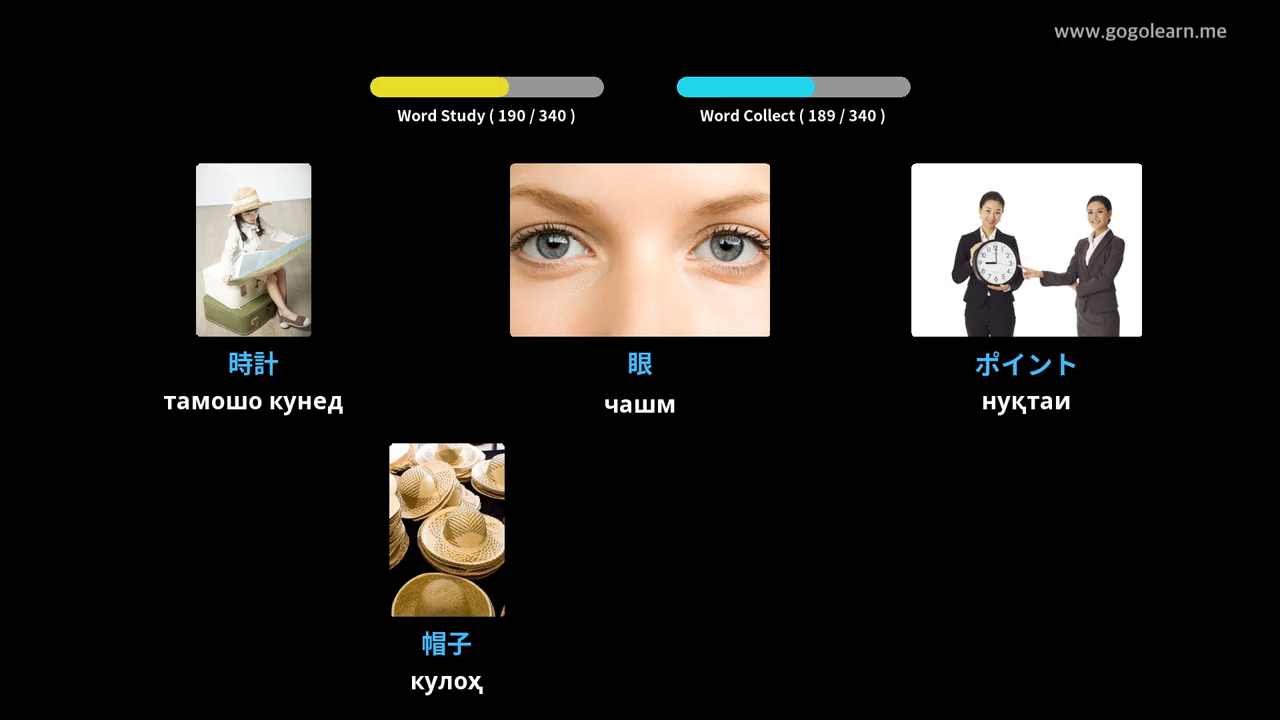 www.gogolearn.me
Word Study ( 190 / 340 )
Word Collect ( 189 / 340 )
時計
тамошо кунед
眼
чашм
ポイント
нуқтаи
帽子
кулоҳ